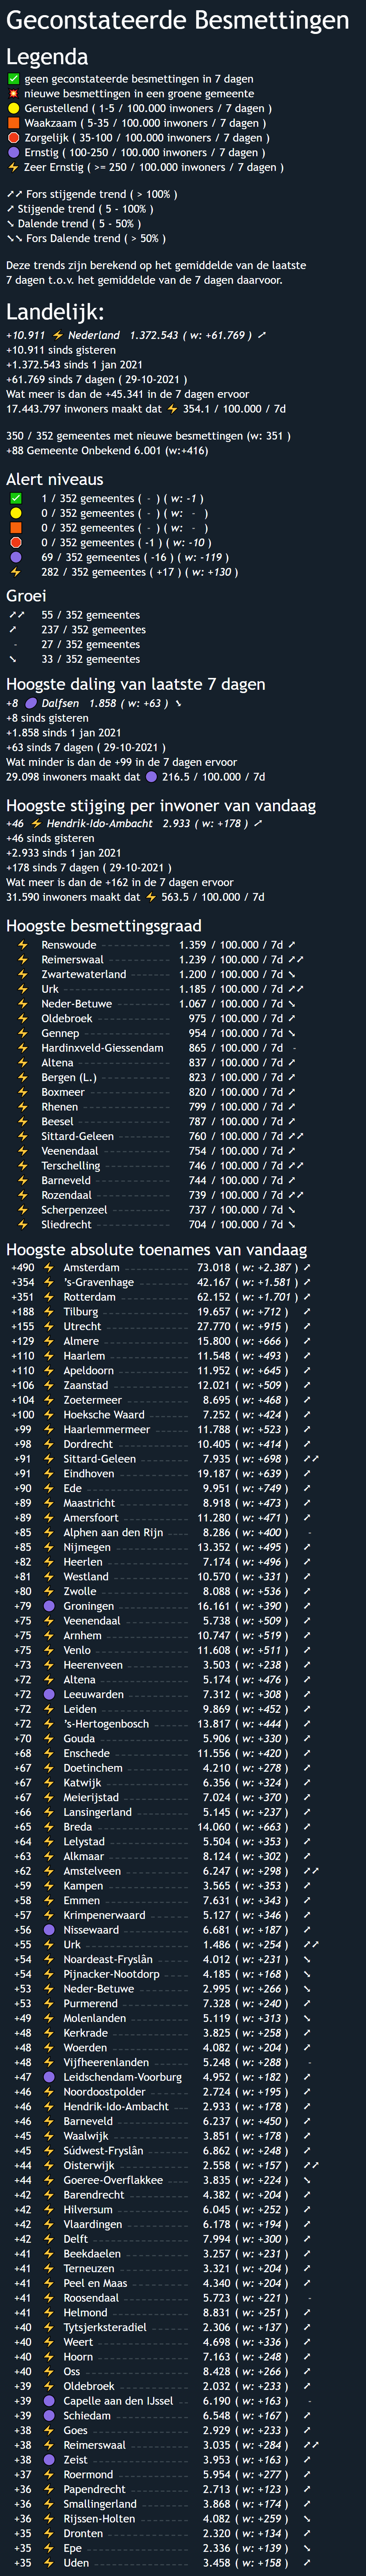 Geconstateerde Besmettingen
Legenda
✅ geen geconstateerde besmettingen in 7 dagen
💥 nieuwe besmettingen in een groene gemeente
🟡 Gerustellend ( 1-5 / 100.000 inwoners / 7 dagen )
🟧 Waakzaam ( 5-35 / 100.000 inwoners / 7 dagen )
🔴 Zorgelijk ( 35-100 / 100.000 inwoners / 7 dagen )
🟣 Ernstig ( 100-250 / 100.000 inwoners / 7 dagen )
⚡ Zeer Ernstig ( >= 250 / 100.000 inwoners / 7 dagen )
➚➚ Fors stijgende trend ( > 100% )
➚ Stijgende trend ( 5 - 100% )
➘ Dalende trend ( 5 - 50% )
➘➘ Fors Dalende trend ( > 50% )
Deze trends zijn berekend op het gemiddelde van de laatste
7 dagen t.o.v. het gemiddelde van de 7 dagen daarvoor.
Landelijk:
+10.911 ⚡ Nederland 1.372.543 ( w: +61.769 ) ➚
+10.911 sinds gisteren
+1.372.543 sinds 1 jan 2021
+61.769 sinds 7 dagen ( 29-10-2021 )
Wat meer is dan de +45.341 in de 7 dagen ervoor
17.443.797 inwoners maakt dat ⚡ 354.1 / 100.000 / 7d
350 / 352 gemeentes met nieuwe besmettingen (w: 351 )
+88 Gemeente Onbekend 6.001 (w:+416)
Alert niveaus
✅ 1 / 352 gemeentes ( - ) ( w: -1 )
🟡 0 / 352 gemeentes ( - ) ( w: - )
🟧 0 / 352 gemeentes ( - ) ( w: - )
🔴 0 / 352 gemeentes ( -1 ) ( w: -10 )
🟣 69 / 352 gemeentes ( -16 ) ( w: -119 )
⚡ 282 / 352 gemeentes ( +17 ) ( w: +130 )
Groei
➚➚ 55 / 352 gemeentes
➚ 237 / 352 gemeentes
- 27 / 352 gemeentes
➘ 33 / 352 gemeentes
Hoogste daling van laatste 7 dagen
+8 🟣 Dalfsen 1.858 ( w: +63 ) ➘
+8 sinds gisteren
+1.858 sinds 1 jan 2021
+63 sinds 7 dagen ( 29-10-2021 )
Wat minder is dan de +99 in de 7 dagen ervoor
29.098 inwoners maakt dat 🟣 216.5 / 100.000 / 7d
Hoogste stijging per inwoner van vandaag
+46 ⚡ Hendrik-Ido-Ambacht 2.933 ( w: +178 ) ➚
+46 sinds gisteren
+2.933 sinds 1 jan 2021
+178 sinds 7 dagen ( 29-10-2021 )
Wat meer is dan de +162 in de 7 dagen ervoor
31.590 inwoners maakt dat ⚡ 563.5 / 100.000 / 7d
Hoogste besmettingsgraad
⚡ Renswoude 1.359 / 100.000 / 7d ➚
⚡ Reimerswaal 1.239 / 100.000 / 7d ➚➚
⚡ Zwartewaterland 1.200 / 100.000 / 7d ➘
⚡ Urk 1.185 / 100.000 / 7d ➚➚
⚡ Neder-Betuwe 1.067 / 100.000 / 7d ➘
⚡ Oldebroek 975 / 100.000 / 7d ➚
⚡ Gennep 954 / 100.000 / 7d ➘
⚡ Hardinxveld-Giessendam 865 / 100.000 / 7d -
⚡ Altena 837 / 100.000 / 7d ➚
⚡ Bergen (L.) 823 / 100.000 / 7d ➚
⚡ Boxmeer 820 / 100.000 / 7d ➚
⚡ Rhenen 799 / 100.000 / 7d ➚
⚡ Beesel 787 / 100.000 / 7d ➚
⚡ Sittard-Geleen 760 / 100.000 / 7d ➚➚
⚡ Veenendaal 754 / 100.000 / 7d ➚
⚡ Terschelling 746 / 100.000 / 7d ➚➚
⚡ Barneveld 744 / 100.000 / 7d ➚
⚡ Rozendaal 739 / 100.000 / 7d ➚➚
⚡ Scherpenzeel 737 / 100.000 / 7d ➘
⚡ Sliedrecht 704 / 100.000 / 7d ➘
Hoogste absolute toenames van vandaag
+490 ⚡ Amsterdam 73.018 ( w: +2.387 ) ➚
+354 ⚡ 's-Gravenhage 42.167 ( w: +1.581 ) ➚
+351 ⚡ Rotterdam 62.152 ( w: +1.701 ) ➚
+188 ⚡ Tilburg 19.657 ( w: +712 ) ➚
+155 ⚡ Utrecht 27.770 ( w: +915 ) ➚
+129 ⚡ Almere 15.800 ( w: +666 ) ➚
+110 ⚡ Haarlem 11.548 ( w: +493 ) ➚
+110 ⚡ Apeldoorn 11.952 ( w: +645 ) ➚
+106 ⚡ Zaanstad 12.021 ( w: +509 ) ➚
+104 ⚡ Zoetermeer 8.695 ( w: +468 ) ➚
+100 ⚡ Hoeksche Waard 7.252 ( w: +424 ) ➚
+99 ⚡ Haarlemmermeer 11.788 ( w: +523 ) ➚
+98 ⚡ Dordrecht 10.405 ( w: +414 ) ➚
+91 ⚡ Sittard-Geleen 7.935 ( w: +698 ) ➚➚
+91 ⚡ Eindhoven 19.187 ( w: +639 ) ➚
+90 ⚡ Ede 9.951 ( w: +749 ) ➚
+89 ⚡ Maastricht 8.918 ( w: +473 ) ➚
+89 ⚡ Amersfoort 11.280 ( w: +471 ) ➚
+85 ⚡ Alphen aan den Rijn 8.286 ( w: +400 ) -
+85 ⚡ Nijmegen 13.352 ( w: +495 ) ➚
+82 ⚡ Heerlen 7.174 ( w: +496 ) ➚
+81 ⚡ Westland 10.570 ( w: +331 ) ➚
+80 ⚡ Zwolle 8.088 ( w: +536 ) ➚
+79 🟣 Groningen 16.161 ( w: +390 ) ➚
+75 ⚡ Veenendaal 5.738 ( w: +509 ) ➚
+75 ⚡ Arnhem 10.747 ( w: +519 ) ➚
+75 ⚡ Venlo 11.608 ( w: +511 ) ➚
+73 ⚡ Heerenveen 3.503 ( w: +238 ) ➚
+72 ⚡ Altena 5.174 ( w: +476 ) ➚
+72 🟣 Leeuwarden 7.312 ( w: +308 ) ➚
+72 ⚡ Leiden 9.869 ( w: +452 ) ➚
+72 ⚡ 's-Hertogenbosch 13.817 ( w: +444 ) ➚
+70 ⚡ Gouda 5.906 ( w: +330 ) ➚
+68 ⚡ Enschede 11.556 ( w: +420 ) ➚
+67 ⚡ Doetinchem 4.210 ( w: +278 ) ➚
+67 ⚡ Katwijk 6.356 ( w: +324 ) ➚
+67 ⚡ Meierijstad 7.024 ( w: +370 ) ➚
+66 ⚡ Lansingerland 5.145 ( w: +237 ) ➚
+65 ⚡ Breda 14.060 ( w: +663 ) ➚
+64 ⚡ Lelystad 5.504 ( w: +353 ) ➚
+63 ⚡ Alkmaar 8.124 ( w: +302 ) ➚
+62 ⚡ Amstelveen 6.247 ( w: +298 ) ➚➚
+59 ⚡ Kampen 3.565 ( w: +353 ) ➚
+58 ⚡ Emmen 7.631 ( w: +343 ) ➚
+57 ⚡ Krimpenerwaard 5.127 ( w: +346 ) ➚
+56 🟣 Nissewaard 6.681 ( w: +187 ) ➚
+55 ⚡ Urk 1.486 ( w: +254 ) ➚➚
+54 ⚡ Noardeast-Fryslân 4.012 ( w: +231 ) ➘
+54 ⚡ Pijnacker-Nootdorp 4.185 ( w: +168 ) ➘
+53 ⚡ Neder-Betuwe 2.995 ( w: +266 ) ➘
+53 ⚡ Purmerend 7.328 ( w: +240 ) ➚
+49 ⚡ Molenlanden 5.119 ( w: +313 ) ➘
+48 ⚡ Kerkrade 3.825 ( w: +258 ) ➚
+48 ⚡ Woerden 4.082 ( w: +204 ) ➚
+48 ⚡ Vijfheerenlanden 5.248 ( w: +288 ) -
+47 🟣 Leidschendam-Voorburg 4.952 ( w: +182 ) ➚
+46 ⚡ Noordoostpolder 2.724 ( w: +195 ) ➚
+46 ⚡ Hendrik-Ido-Ambacht 2.933 ( w: +178 ) ➚
+46 ⚡ Barneveld 6.237 ( w: +450 ) ➚
+45 ⚡ Waalwijk 3.851 ( w: +178 ) ➚
+45 ⚡ Súdwest-Fryslân 6.862 ( w: +248 ) ➚
+44 ⚡ Oisterwijk 2.558 ( w: +157 ) ➚➚
+44 ⚡ Goeree-Overflakkee 3.835 ( w: +224 ) ➘
+42 ⚡ Barendrecht 4.382 ( w: +204 ) ➚
+42 ⚡ Hilversum 6.045 ( w: +252 ) ➚
+42 ⚡ Vlaardingen 6.178 ( w: +194 ) ➚
+42 ⚡ Delft 7.994 ( w: +300 ) ➚
+41 ⚡ Beekdaelen 3.257 ( w: +231 ) ➚
+41 ⚡ Terneuzen 3.321 ( w: +204 ) ➚
+41 ⚡ Peel en Maas 4.340 ( w: +204 ) ➚
+41 ⚡ Roosendaal 5.723 ( w: +221 ) -
+41 ⚡ Helmond 8.831 ( w: +251 ) ➚
+40 ⚡ Tytsjerksteradiel 2.306 ( w: +137 ) ➚
+40 ⚡ Weert 4.698 ( w: +336 ) ➚
+40 ⚡ Hoorn 7.163 ( w: +248 ) ➚
+40 ⚡ Oss 8.428 ( w: +266 ) ➚
+39 ⚡ Oldebroek 2.032 ( w: +233 ) ➚
+39 🟣 Capelle aan den IJssel 6.190 ( w: +163 ) -
+39 🟣 Schiedam 6.548 ( w: +167 ) ➚
+38 ⚡ Goes 2.929 ( w: +233 ) ➚
+38 ⚡ Reimerswaal 3.035 ( w: +284 ) ➚➚
+38 🟣 Zeist 3.953 ( w: +163 ) ➚
+37 ⚡ Roermond 5.954 ( w: +277 ) ➚
+36 ⚡ Papendrecht 2.713 ( w: +123 ) ➚
+36 ⚡ Smallingerland 3.868 ( w: +174 ) ➚
+36 ⚡ Rijssen-Holten 4.082 ( w: +259 ) ➘
+35 ⚡ Dronten 2.320 ( w: +134 ) ➚
+35 ⚡ Epe 2.336 ( w: +139 ) ➘
+35 ⚡ Uden 3.458 ( w: +158 ) ➚